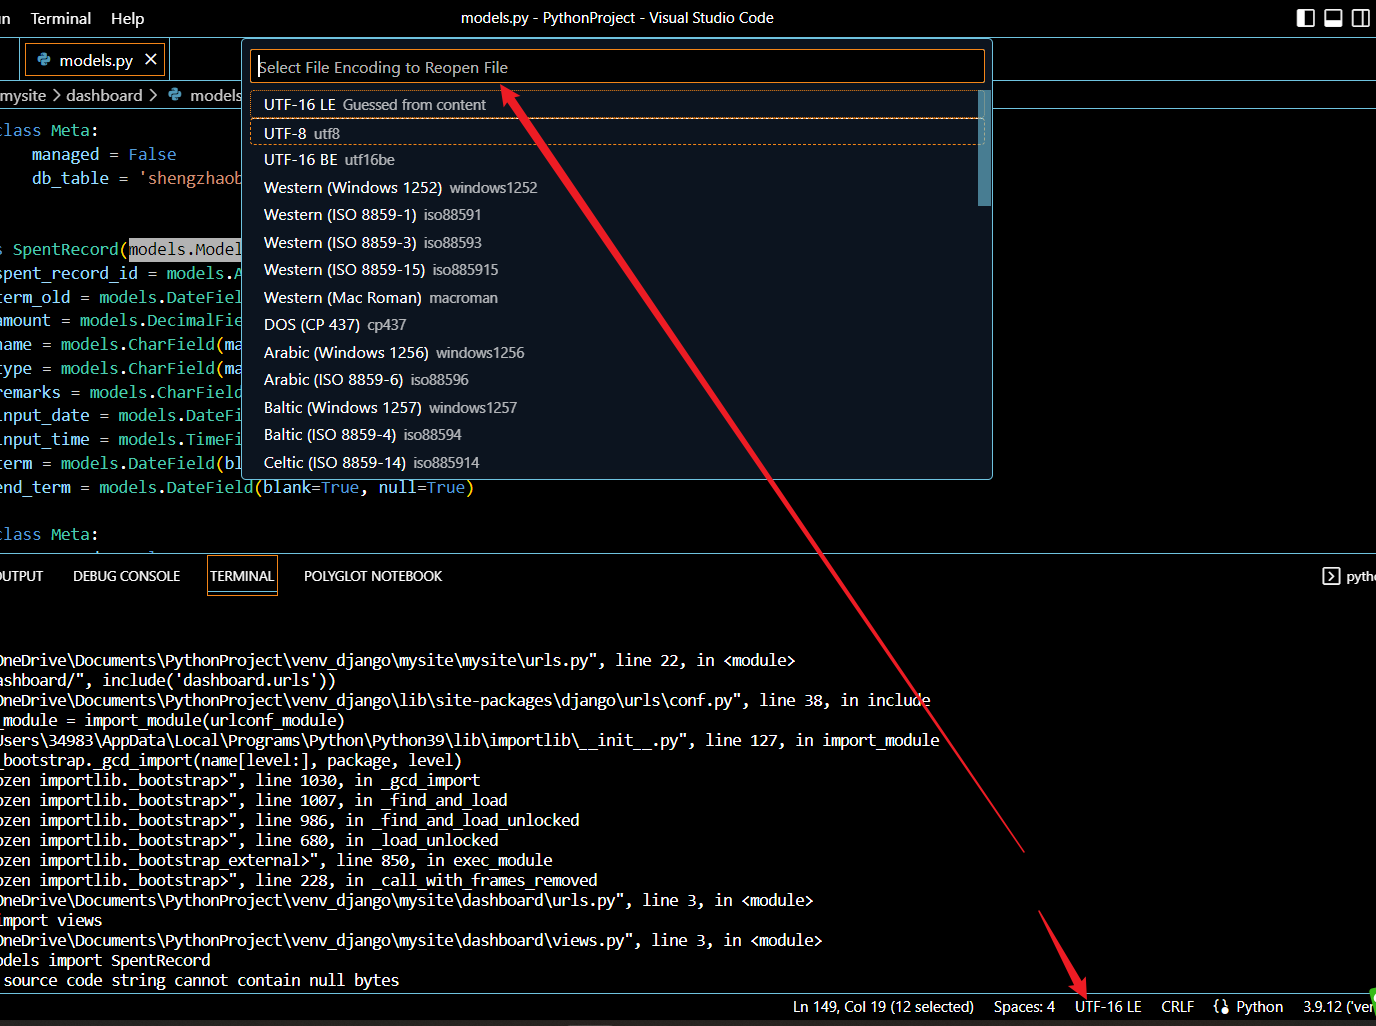 Terminal Help models.py - PythonProject - Visual Studio Code
models.py
Select File Encoding to Reopen File
mysite > dashboard > models
UTF-16 LE Guessed from content
UTF-8 utf8
UTF-16 BE utf16be
Western (Windows 1252) windows1252
Western (ISO 8859-1) iso88591
Western (ISO 8859-3) iso88593
Western (ISO 8859-15) iso885915
Western (Mac Roman) macroman
DOS (CP 437) cp437
Arabic (Windows 1256) windows1256
Arabic (ISO 8859-6) iso88596
Baltic (Windows 1257) windows1257
Baltic (ISO 8859-4) iso88594
Celtic (ISO 8859-14) iso885914
class Meta:
managed = False
db_table = 'shengzhaob
s SpentRecord(models.Model
spent_record_id = models.A
term_old = models.DateFiel
amount = models.DecimalFie
name = models.CharField(ma
type = models.CharField(ma
remarks = models.CharField
input_date = models.DateFi
input_time = models.TimeFi
term = models.DateField(bl
end_term = models.DateField(blank=True, null=True)
class Meta:
OUTPUT DEBUG CONSOLE TERMINAL POLYGLOT NOTEBOOK pyth
OneDrive\Documents\PythonProject\venv_django\mysite\mysite\urls.py", line 22, in <module>
ashboard/", include('dashboard.urls'))
OneDrive\Documents\PythonProject\venv_django\lib\site-packages\django\urls\conf.py", line 38, in include
_module = import_module(urlconf_module)
Users\34983\AppData\Local\Programs\Python\Python39\lib\importlib\__init__.py", line 127, in import_module
_bootstrap._gcd_import(name[level:], package, level)
ozen importlib._bootstrap>", line 1030, in _gcd_import
ozen importlib._bootstrap>", line 1007, in _find_and_load
ozen importlib._bootstrap>", line 986, in _find_and_load_unlocked
ozen importlib._bootstrap>", line 680, in _load_unlocked
ozen importlib._bootstrap_external>", line 850, in exec_module
ozen importlib._bootstrap>", line 228, in _call_with_frames_removed
OneDrive\Documents\PythonProject\venv_django\mysite\dashboard\urls.py", line 3, in <module>
import views
OneDrive\Documents\PythonProject\venv_django\mysite\dashboard\views.py", line 3, in <module>
odels import SpentRecord
source code string cannot contain null bytes
Ln 149, Col 19 (12 selected) Spaces: 4 UTF-16 LE CRLF Python 3.9.12 ('ver